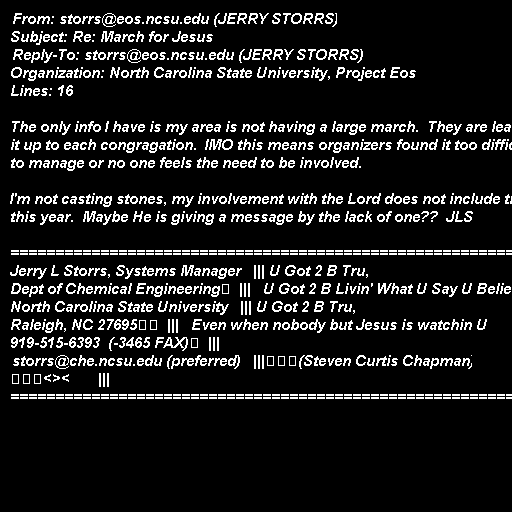 From: storrs@eos.ncsu.edu (JERRY STORRS)
Subject: Re: March for Jesus
Reply-To: storrs@eos.ncsu.edu (JERRY STORRS)
Organization: North Carolina State University, Project Eos
Lines: 16

The only info I have is my area is not having a large march.  They are lea
it up to each congragation.  IMO this means organizers found it too diffic
to manage or no one feels the need to be involved.

I'm not casting stones, my involvement with the Lord does not include t
this year.  Maybe He is giving a message by the lack of one??  JLS

==========================================================
Jerry L Storrs, Systems Manager   ||| U Got 2 B Tru,
Dept of Chemical Engineering□  |||   U Got 2 B Livin' What U Say U Belie
North Carolina State University   ||| U Got 2 B Tru,
Raleigh, NC 27695□□  |||   Even when nobody but Jesus is watchin U
919-515-6393  (-3465 FAX)□  |||
storrs@che.ncsu.edu (preferred)   |||□□□(Steven Curtis Chapman)
□□□<><       |||
==========================================================